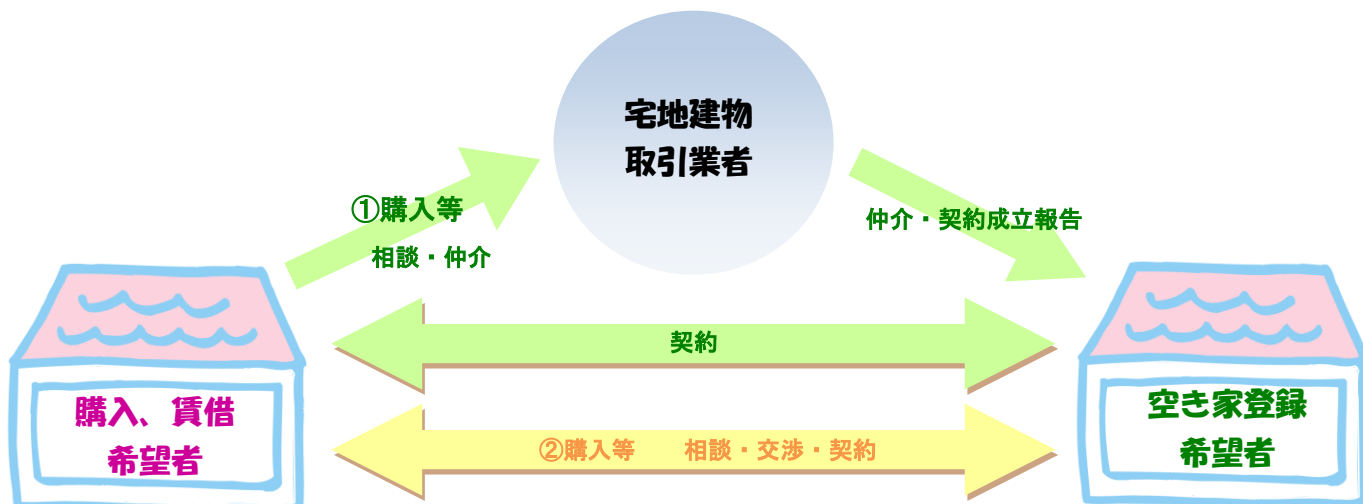 宅地建物
取引業者
①購入等
相談・仲介
仲介・契約成立報告
契約
購入、賃借
希望者
②購入等　　相談・交渉・契約
空き家登録
希望者